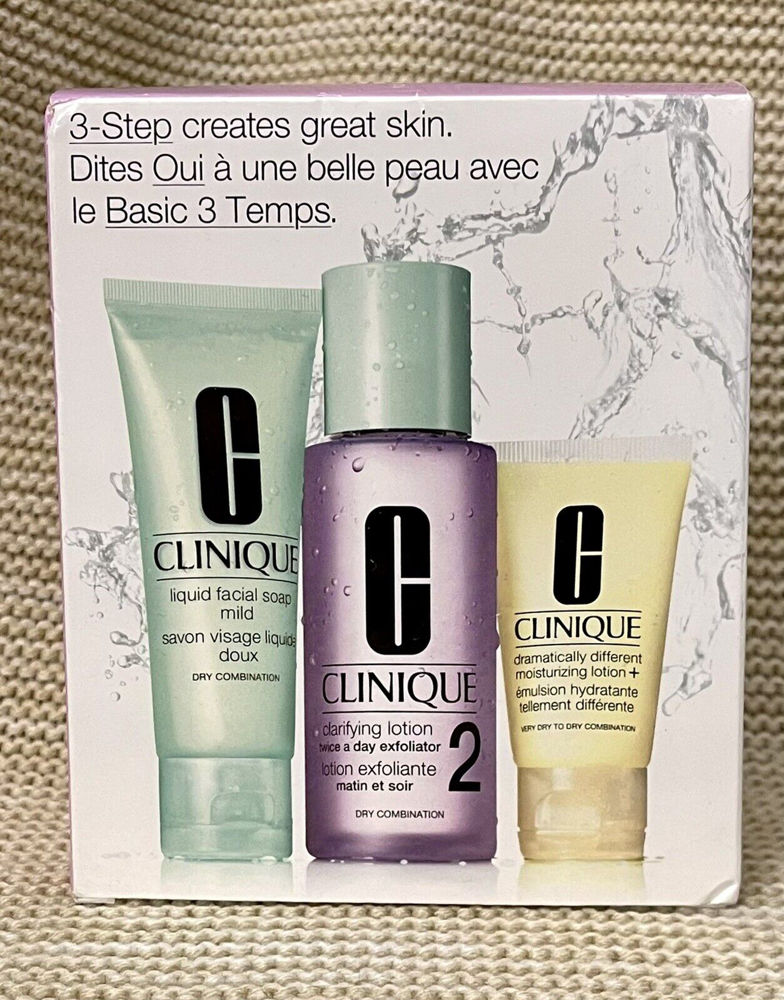 3-Step creates great skin.
Dites Oui à une belle peau avec
le Basic 3 Temps.
CLINIQUE
liquid facial soap
mild
savon visage liquide
doux
DRY COMBINATION
CLINIQUE
clarifying lotion
twice a day exfoliator
2
lotion exfoliante
matin et soir
DRY COMBINATION
CLINIQUE
dramatically different
moisturizing lotion+
émulsion hydratante
tellement différente
VERY DRY TO DRY COMBINATION